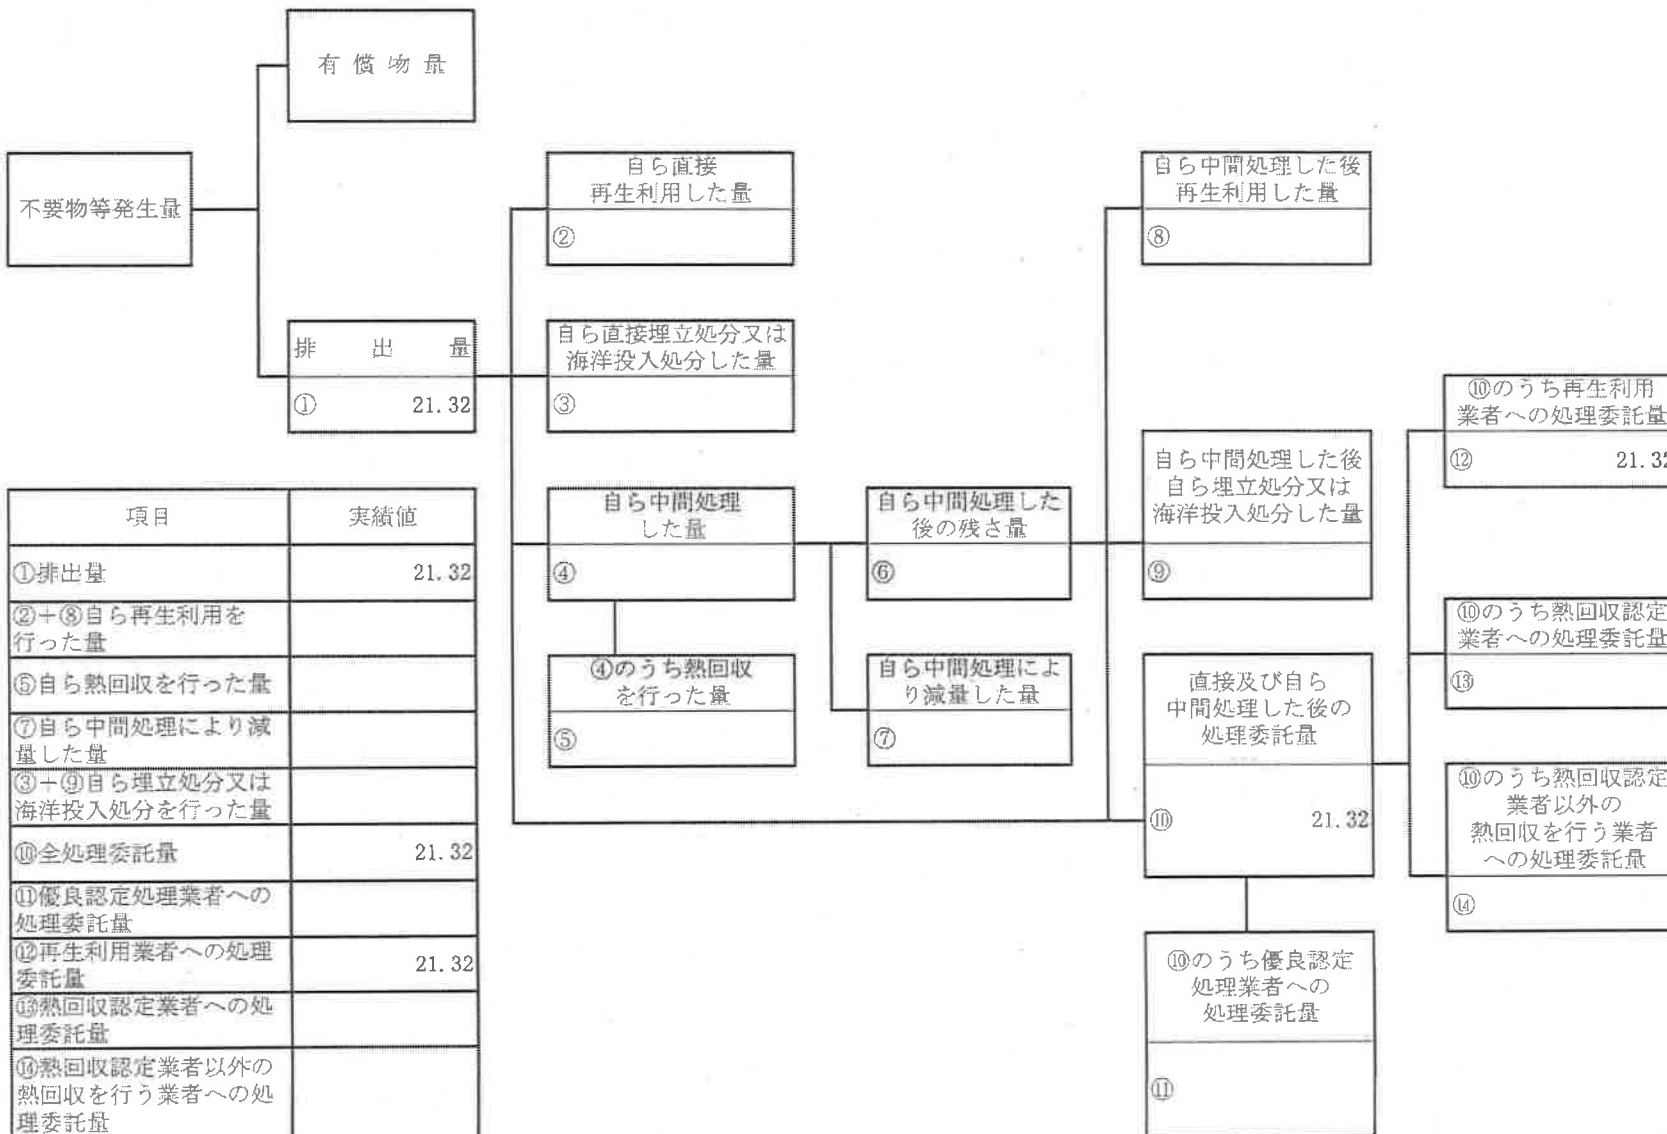 有償物量
不要物等発生量
排出量
① 21.32
自ら直接
再生利用した量
②
自ら直接埋立処分又は
海洋投入処分した量
③
自ら中間処理
した量
④
④のうち熱回収
を行った量
⑤
自ら中間処理した
後の残さ量
⑥
自ら中間処理によ
り減量した量
⑦
自ら中間処理した後
再生利用した量
⑧
自ら中間処理した後
自ら埋立処分又は
海洋投入処分した量
⑨
直接及び自ら
中間処理した後の
処理委託量
⑩ 21.32
⑩のうち優良認定
処理業者への
処理委託量
⑪
⑩のうち再生利用
業者への処理委託量
⑫ 21.32
⑩のうち熱回収認定
業者への処理委託量
⑬
⑩のうち熱回収認定
業者以外の
熱回収を行う業者
への処理委託量
⑭
項目 実績値
①排出量 21.32
②+⑧自ら再生利用を
行った量
⑤自ら熱回収を行った量
⑦自ら中間処理により減
量した量
③+⑨自ら埋立処分又は
海洋投入処分を行った量
⑩全処理委託量 21.32
⑪優良認定処理業者への
処理委託量
⑫再生利用業者への処理
委託量 21.32
⑬熱回収認定業者への処
理委託量
⑭熱回収認定業者以外の
熱回収を行う業者への処
理委託量